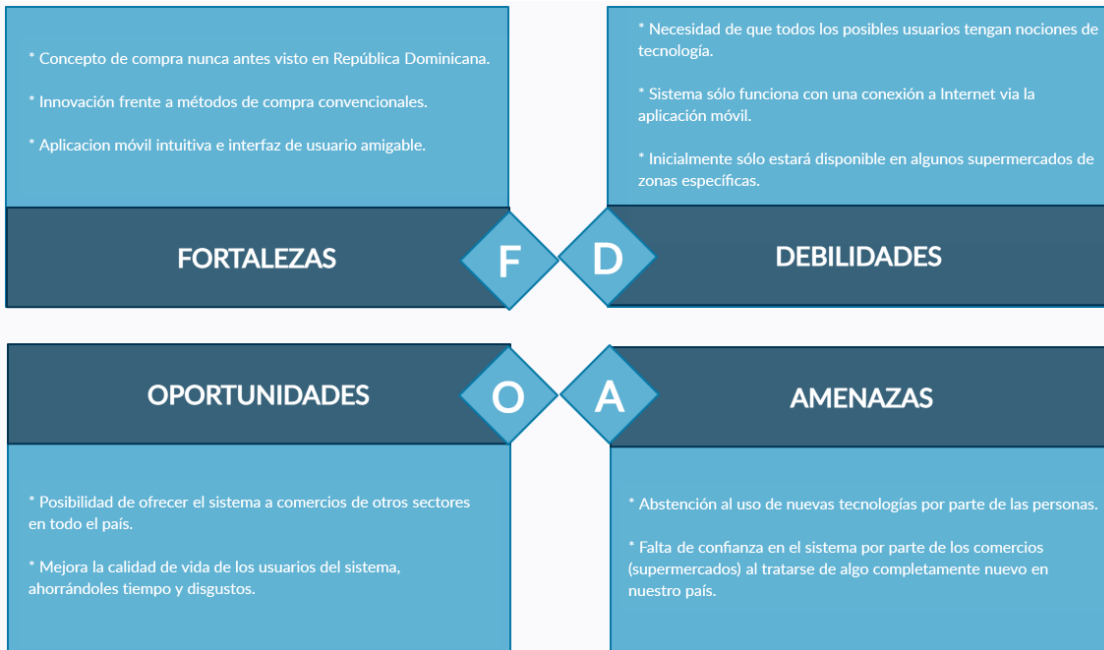 * Concepto de compra nunca antes visto en República Dominicana.
* Innovación frente a métodos de compra convencionales.
* Aplicacion móvil intuitiva e interfaz de usuario amigable.
FORTALEZAS
F
* Necesidad de que todos los posibles usuarios tengan nociones de
tecnología.
* Sistema sólo funciona con una conexión a Internet via la
aplicación móvil.
* Inicialmente sólo estará disponible en algunos supermercados de
zonas específicas.
D
DEBILIDADES
OPORTUNIDADES
O
* Posibilidad de ofrecer el sistema a comercios de otros sectores
en todo el país.
* Mejora la calidad de vida de los usuarios del sistema,
ahorrándoles tiempo y disgustos.
A
AMENAZAS
* Abstención al uso de nuevas tecnologías por parte de las personas.
* Falta de confianza en el sistema por parte de los comercios
(supermercados) al tratarse de algo completamente nuevo en
nuestro país.